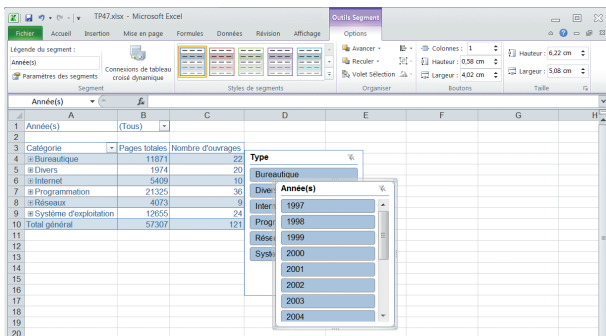 TP47.xlsx - Microsoft Excel
Outils Segment
Fichier Accueil Insertion Mise en page Formules Données Révision Affichage Options
Légende du segment :
Année(s)
Paramètres des segments
Connexions de tableau
croisé dynamique
Segment
Styles de segments
Avancer
Reculer
Volet Sélection
Organiser
Colonnes : 1
Hauteur : 0,58 cm
Largeur : 4,02 cm
Boutons
Hauteur : 6,22 cm
Largeur : 5,08 cm
Taille
Année(s) fx
A B C D E F G H
1 Année(s) (Tous)
2
3 Catégorie Pages totales Nombre d'ouvrages
4 Bureautique 11871 22
5 Divers 1974 20
6 Internet 5409 10
7 Programmation 21325 36
8 Réseaux 4073 9
9 Système d'exploitation 12655 24
10 Total général 57307 121
11
12
13
14
15
16
17
18
19
20
Type
Bureautique
Dive
Inter
Progr
Rése
Systè
Année(s)
1997
1998
1999
2000
2001
2002
2003
2004